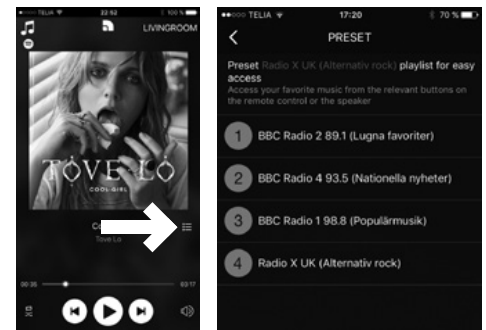 TELIA 22:52 100 %
LIVINGROOM
TOVE LO
COOL GIRL
Tove Lo
00:35 03:17
TELIA 17:20 70 %
PRESET
Preset Radio X UK (Alternativ rock) playlist for easy
access
Access your favorite music from the relevant buttons on
the remote control or the speaker
1 BBC Radio 2 89.1 (Lugna favoriter)
2 BBC Radio 4 93.5 (Nationella nyheter)
3 BBC Radio 1 98.8 (Populärmusik)
4 Radio X UK (Alternativ rock)